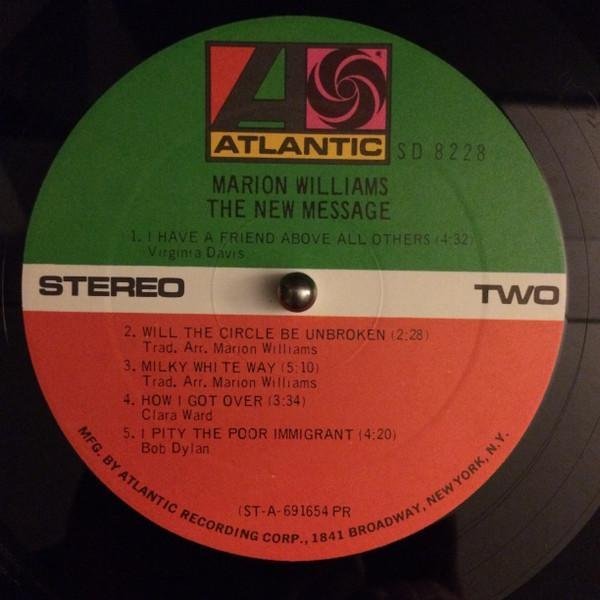 ATLANTIC
SD 8228
MARION WILLIAMS
THE NEW MESSAGE
1. I HAVE A FRIEND ABOVE ALL OTHERS (4:32)
Virginia Davis
STEREO TWO
2. WILL THE CIRCLE BE UNBROKEN (2:28)
Trad. Arr. Marion Williams
3. MILKY WHITE WAY (5:10)
Trad. Arr. Marion Williams
4. HOW I GOT OVER (3:34)
Clara Ward
5. I PITY THE POOR IMMIGRANT (4:20)
Bob Dylan
(ST-A-691654 PR
MFG. BY ATLANTIC RECORDING CORP., 1841 BROADWAY, NEW YORK, N.Y.